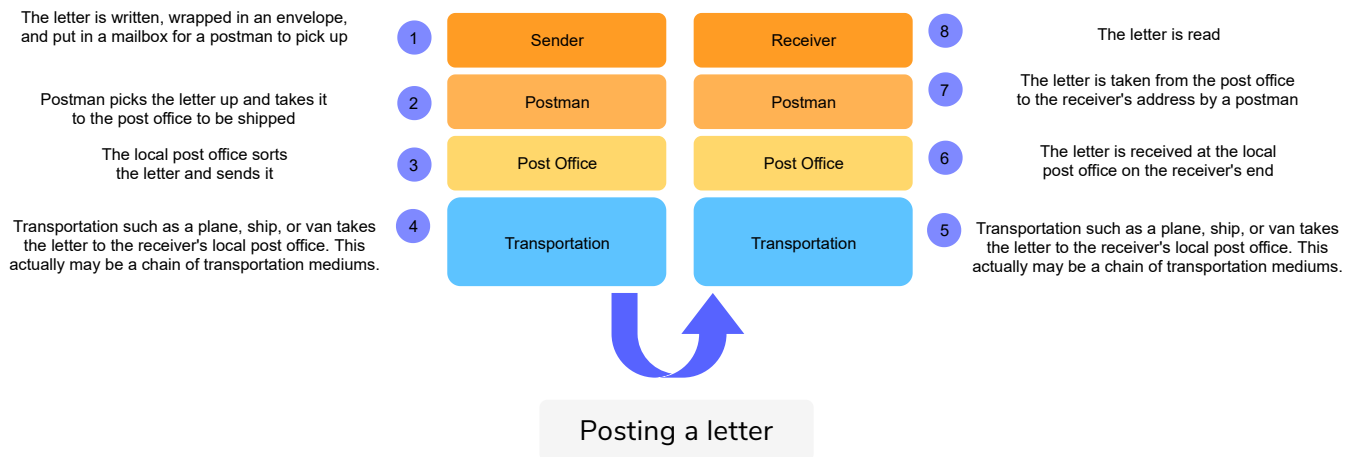 The letter is written, wrapped in an envelope,
and put in a mailbox for a postman to pick up
1
Sender
Receiver
8
The letter is read
Postman picks the letter up and takes it
to the post office to be shipped
2
Postman
Postman
7
The letter is taken from the post office
to the receiver's address by a postman
The local post office sorts
the letter and sends it
3
Post Office
Post Office
6
The letter is received at the local
post office on the receiver's end
Transportation such as a plane, ship, or van takes
the letter to the receiver's local post office. This
actually may be a chain of transportation mediums.
4
Transportation
Transportation
5
Transportation such as a plane, ship, or van takes
the letter to the receiver's local post office. This
actually may be a chain of transportation mediums.
Posting a letter